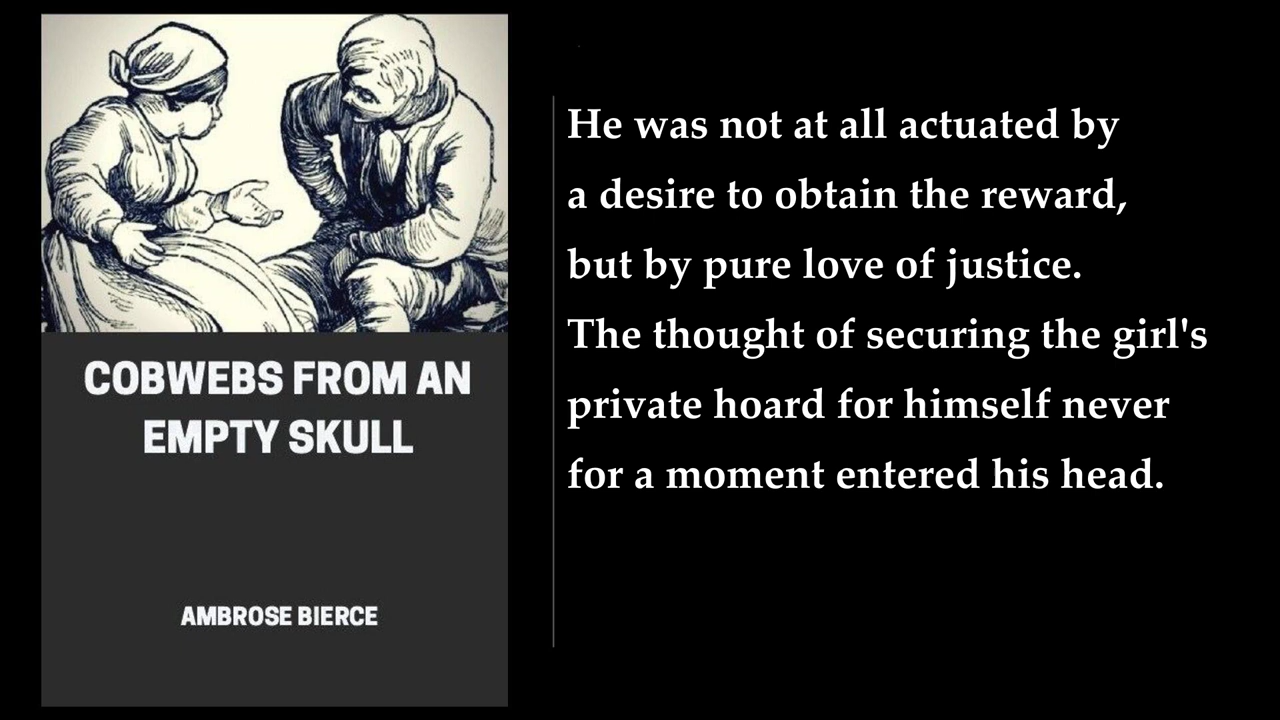 COBWEBS FROM AN
EMPTY SKULL
AMBROSE BIERCE
He was not at all actuated by
a desire to obtain the reward,
but by pure love of justice.
The thought of securing the girl's
private hoard for himself never
for a moment entered his head.